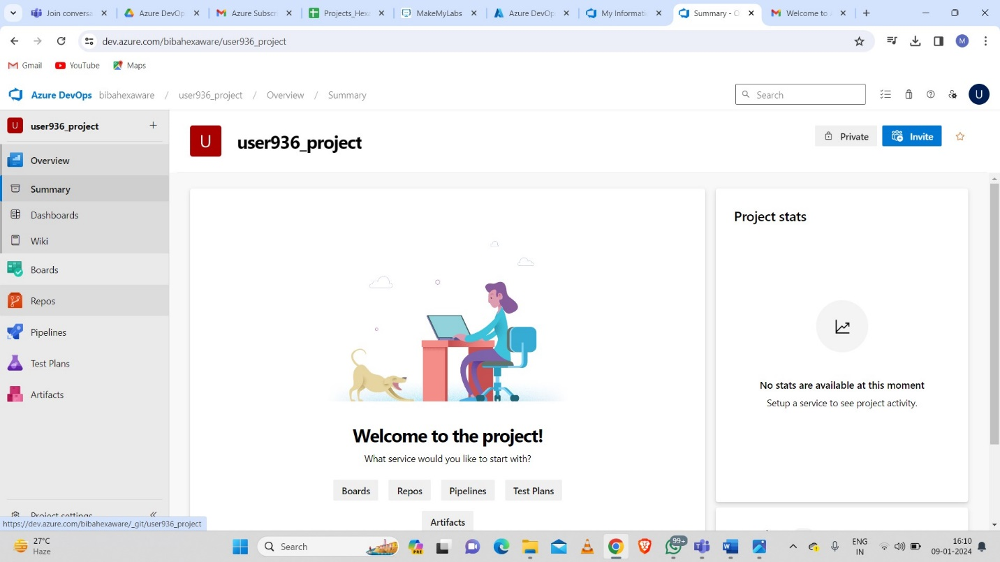 Join conversa
Azure DevOp
Azure Subscri
Projects_Hexa
MakeMyLabs
Azure DevOp
My Informati
Summary - O
Welcome to A
dev.azure.com/bibahexaware/user936_project
M
Gmail
YouTube
Maps
Azure DevOps bibahexaware / user936_project / Overview / Summary
Search
U
U user936_project
U user936_project
Private
Invite
Overview
Summary
Dashboards
Wiki
Boards
Repos
Pipelines
Test Plans
Artifacts
Project stats
No stats are available at this moment
Setup a service to see project activity.
Welcome to the project!
What service would you like to start with?
Boards Repos Pipelines Test Plans
Artifacts
Project settings
https://dev.azure.com/bibahexaware/_git/user936_project
27°C
Haze
Search
PRE
99+
ENG
IN
16:10
09-01-2024